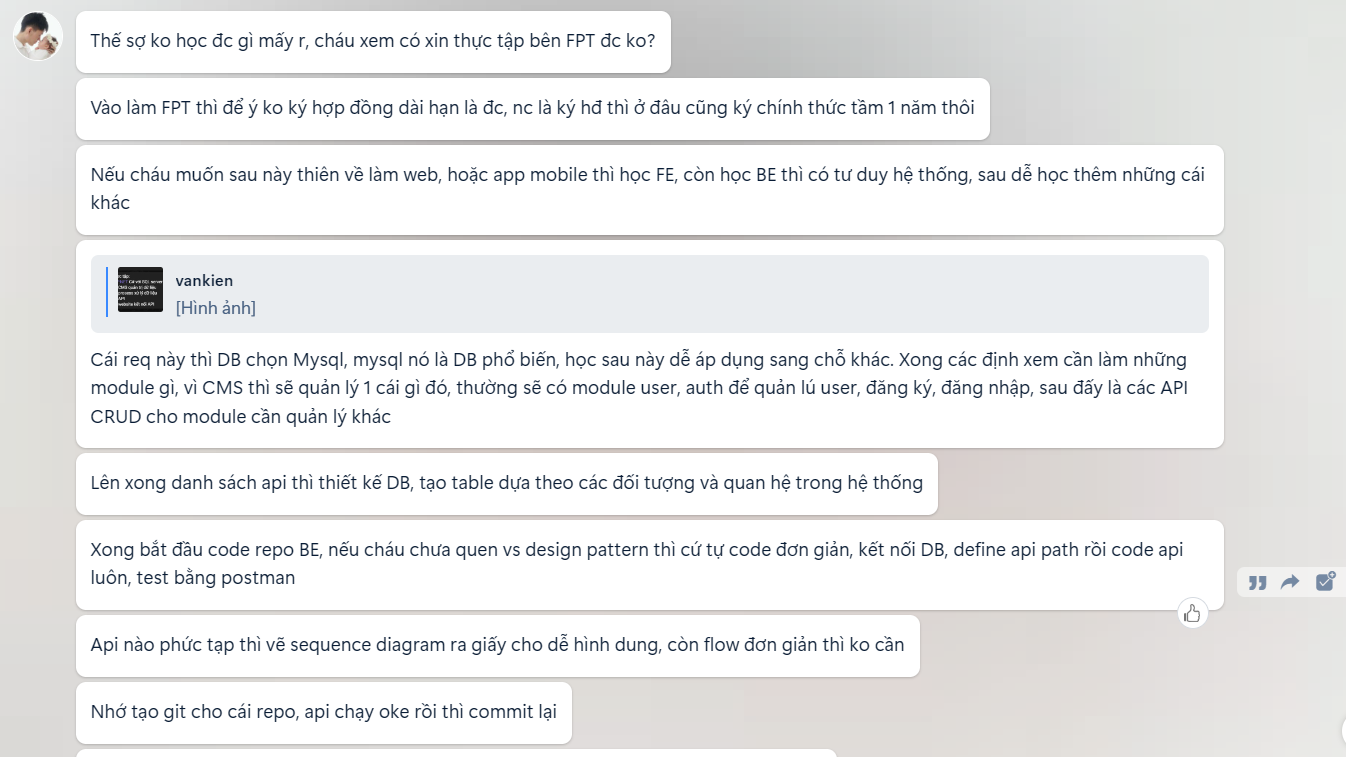 Thế sợ ko học đc gì mấy r, cháu xem có xin thực tập bên FPT đc ko?
Vào làm FPT thì để ý ko ký hợp đồng dài hạn là đc, nc là ký hđ thì ở đâu cũng ký chính thức tầm 1 năm thôi
Nếu cháu muốn sau này thiên về làm web, hoặc app mobile thì học FE, còn học BE thì có tư duy hệ thống, sau dễ học thêm những cái
khác
vankien
[Hình ảnh]
Cái req này thì DB chọn Mysql, mysql nó là DB phổ biến, học sau này dễ áp dụng sang chỗ khác. Xong các định xem cần làm những
module gì, vì CMS thì sẽ quản lý 1 cái gì đó, thường sẽ có module user, auth để quản lú user, đăng ký, đăng nhập, sau đấy là các API
CRUD cho module cần quản lý khác
Lên xong danh sách api thì thiết kế DB, tạo table dựa theo các đối tượng và quan hệ trong hệ thống
Xong bắt đầu code repo BE, nếu cháu chưa quen vs design pattern thì cứ tự code đơn giản, kết nối DB, define api path rồi code api
luôn, test bằng postman
Api nào phức tạp thì vẽ sequence diagram ra giấy cho dễ hình dung, còn flow đơn giản thì ko cần
Nhớ tạo git cho cái repo, api chạy oke rồi thì commit lại